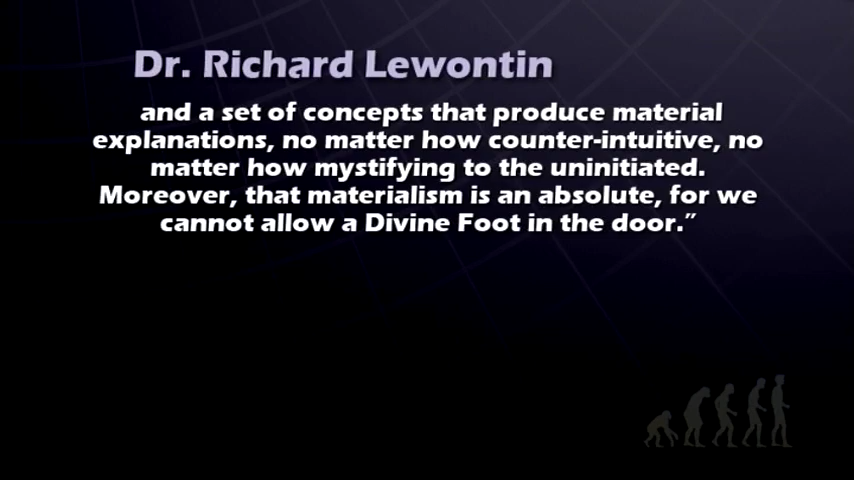 Dr. Richard Lewontin
and a set of concepts that produce material
explanations, no matter how counter-intuitive, no
matter how mystifying to the uninitiated.
Moreover, that materialism is an absolute, for we
cannot allow a Divine Foot in the door.”